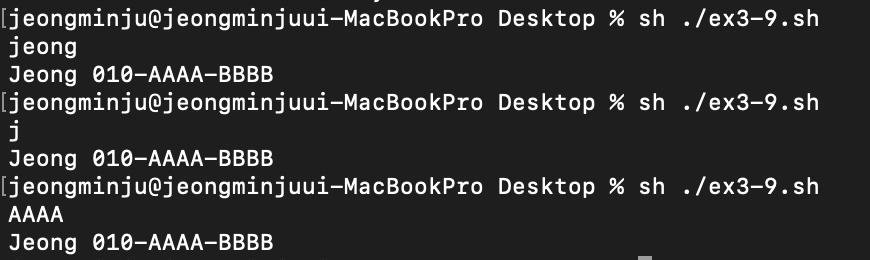 [jeongminju@jeongminjuui-MacBookPro Desktop % sh ./ex3-9.sh
jeong
Jeong 010-AAAA-BBBB
[jeongminju@jeongminjuui-MacBookPro Desktop % sh ./ex3-9.sh
j
Jeong 010-AAAA-BBBB
[jeongminju@jeongminjuui-MacBookPro Desktop % sh ./ex3-9.sh
AAAA
Jeong 010-AAAA-BBBB